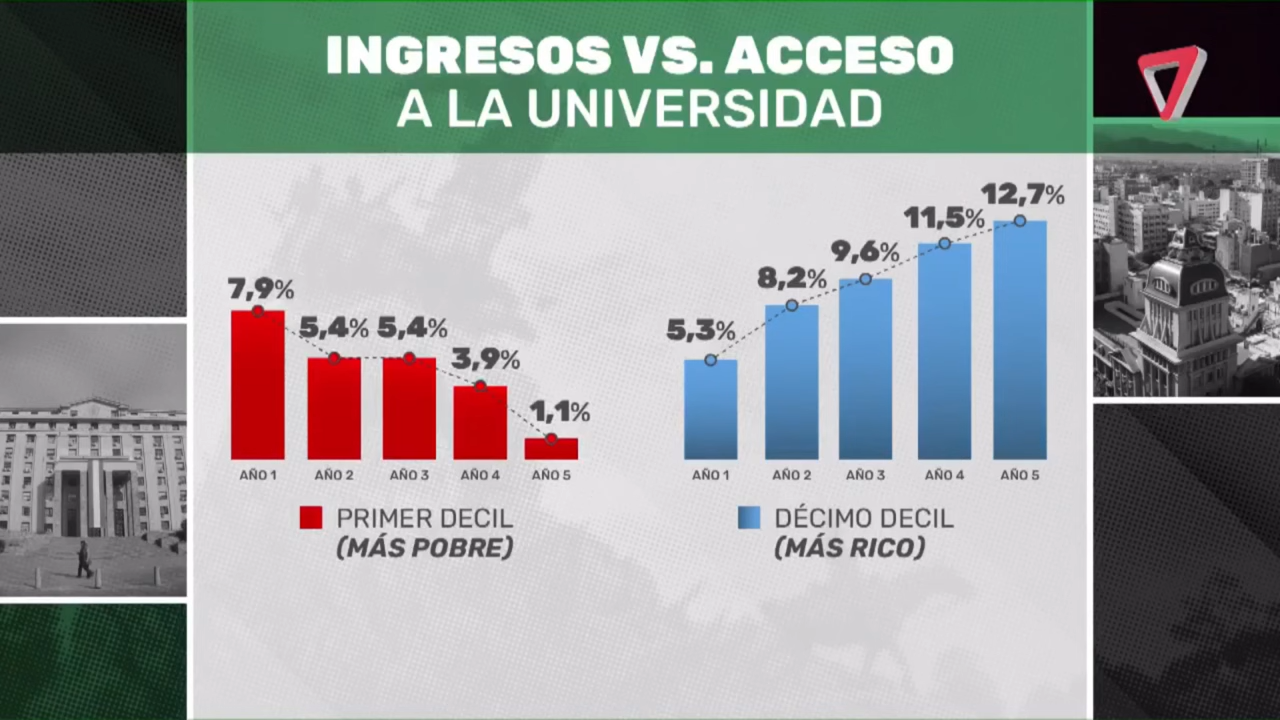 INGRESOS VS. ACCESO
A LA UNIVERSIDAD
7,9%
5,4%
5,4%
3,9%
1,1%
AÑO 1
AÑO 2
AÑO 3
AÑO 4
AÑO 5
PRIMER DECIL
(MÁS POBRE)
5,3%
8,2%
9,6%
11,5%
12,7%
AÑO 1
AÑO 2
AÑO 3
AÑO 4
AÑO 5
DÉCIMO DECIL
(MÁS RICO)